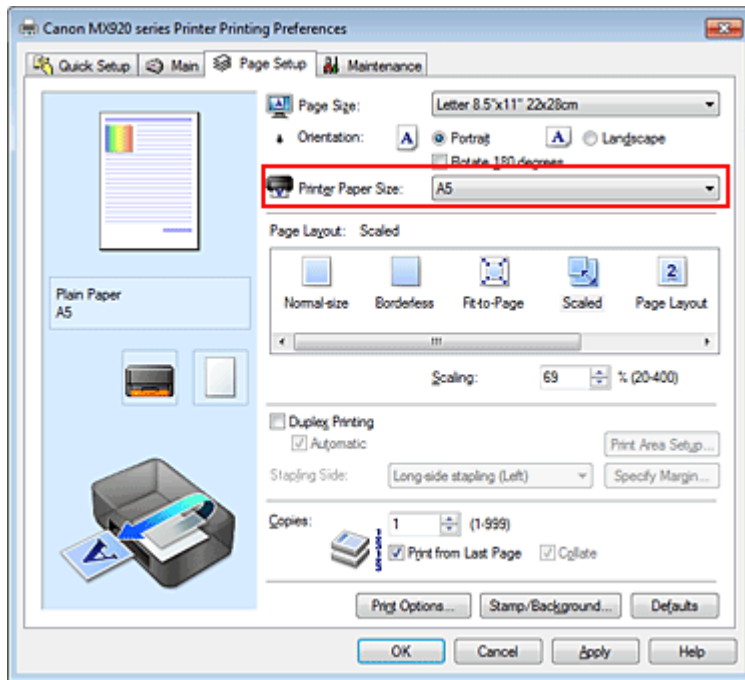 Canon MX920 series Printer Printing Preferences
Quick Setup Main Page Setup Maintenance
Page Size: Letter 8.5"x11" 22x28cm
Orientation: A Portrait A Landscape
Rotate 180 degrees
Printer Paper Size: A5
Page Layout: Scaled
2
Normal-size Borderless Fit-to-Page Scaled Page Layout
Plain Paper
A5
Scaling: 69 % (20-400)
Duplex Printing
Automatic Print Area Setup...
Stapling Side: Long-side stapling (Left) Specify Margin...
Copies: 1 (1-999)
Print from Last Page Collate
A
Print Options... Stamp/Background... Defaults
OK Cancel Apply Help